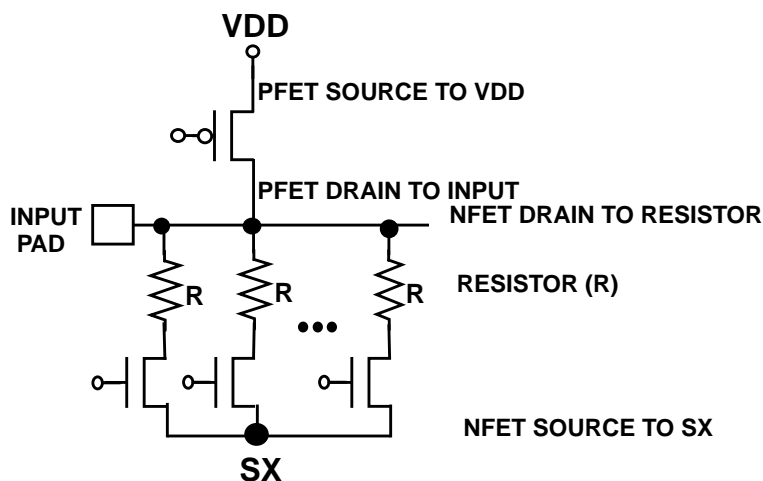 VDD
PFET SOURCE TO VDD
PFET DRAIN TO INPUT
INPUT
PAD
NFET DRAIN TO RESISTOR
R
R
R
RESISTOR (R)
NFET SOURCE TO SX
SX